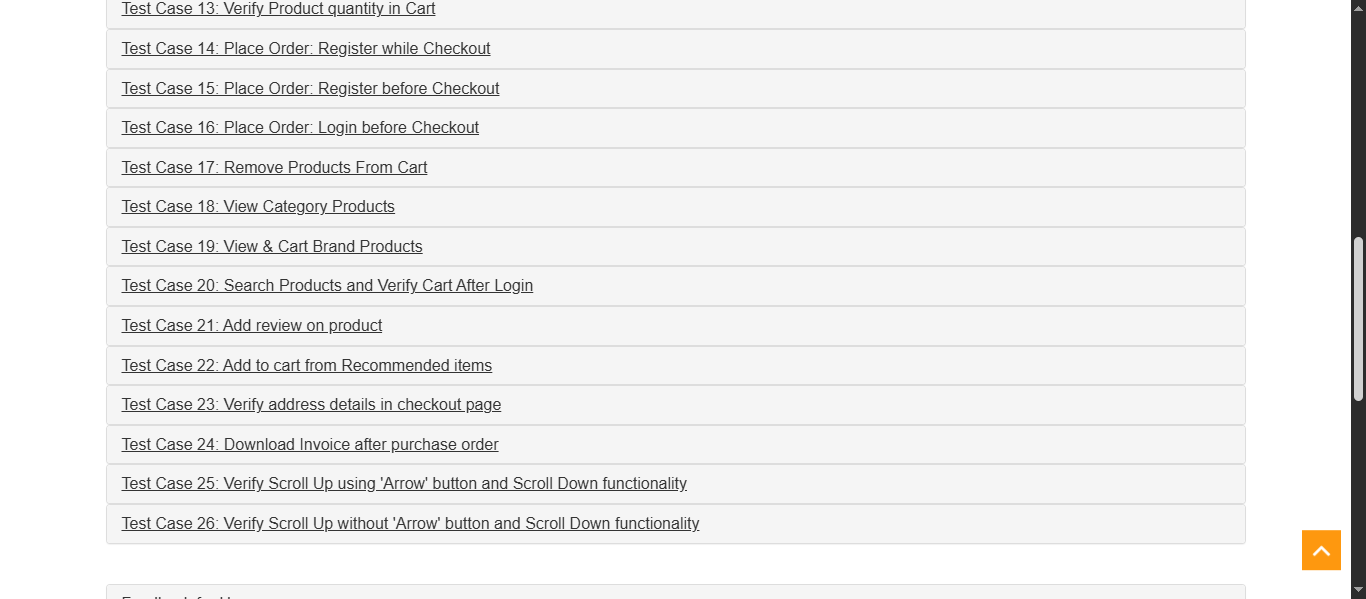 Test Case 13: Verify Product quantity in Cart
Test Case 14: Place Order: Register while Checkout
Test Case 15: Place Order: Register before Checkout
Test Case 16: Place Order: Login before Checkout
Test Case 17: Remove Products From Cart
Test Case 18: View Category Products
Test Case 19: View & Cart Brand Products
Test Case 20: Search Products and Verify Cart After Login
Test Case 21: Add review on product
Test Case 22: Add to cart from Recommended items
Test Case 23: Verify address details in checkout page
Test Case 24: Download Invoice after purchase order
Test Case 25: Verify Scroll Up using 'Arrow' button and Scroll Down functionality
Test Case 26: Verify Scroll Up without 'Arrow' button and Scroll Down functionality